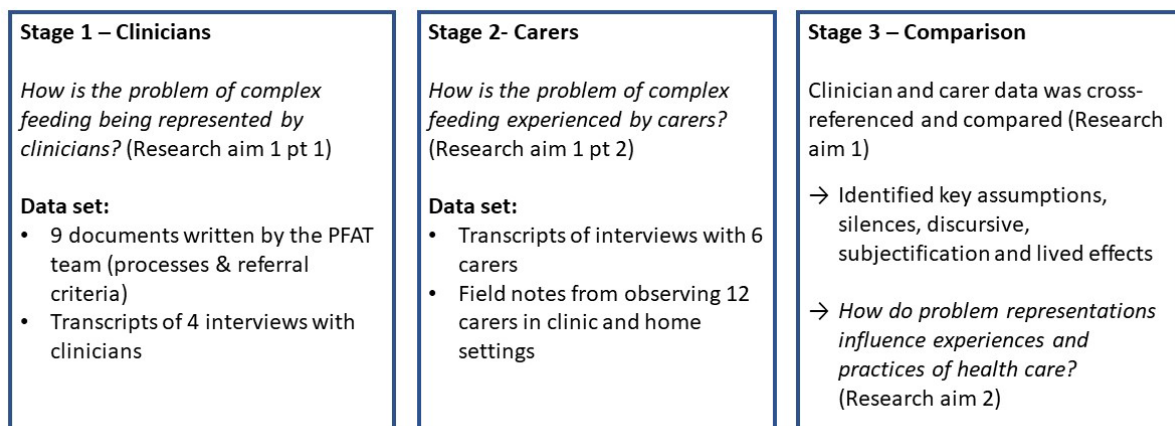 Stage 1 – Clinicians
How is the problem of complex
feeding being represented by
clinicians? (Research aim 1 pt 1)
Data set:
• 9 documents written by the PFAT
team (processes & referral
criteria)
• Transcripts of 4 interviews with
clinicians
Stage 2- Carers
How is the problem of complex
feeding experienced by carers?
(Research aim 1 pt 2)
Data set:
• Transcripts of interviews with 6
carers
• Field notes from observing 12
carers in clinic and home
settings
Stage 3 – Comparison
Clinician and carer data was cross-
referenced and compared (Research
aim 1)
→ Identified key assumptions,
silences, discursive,
subjectification and lived effects
→ How do problem representations
influence experiences and
practices of health care?
(Research aim 2)